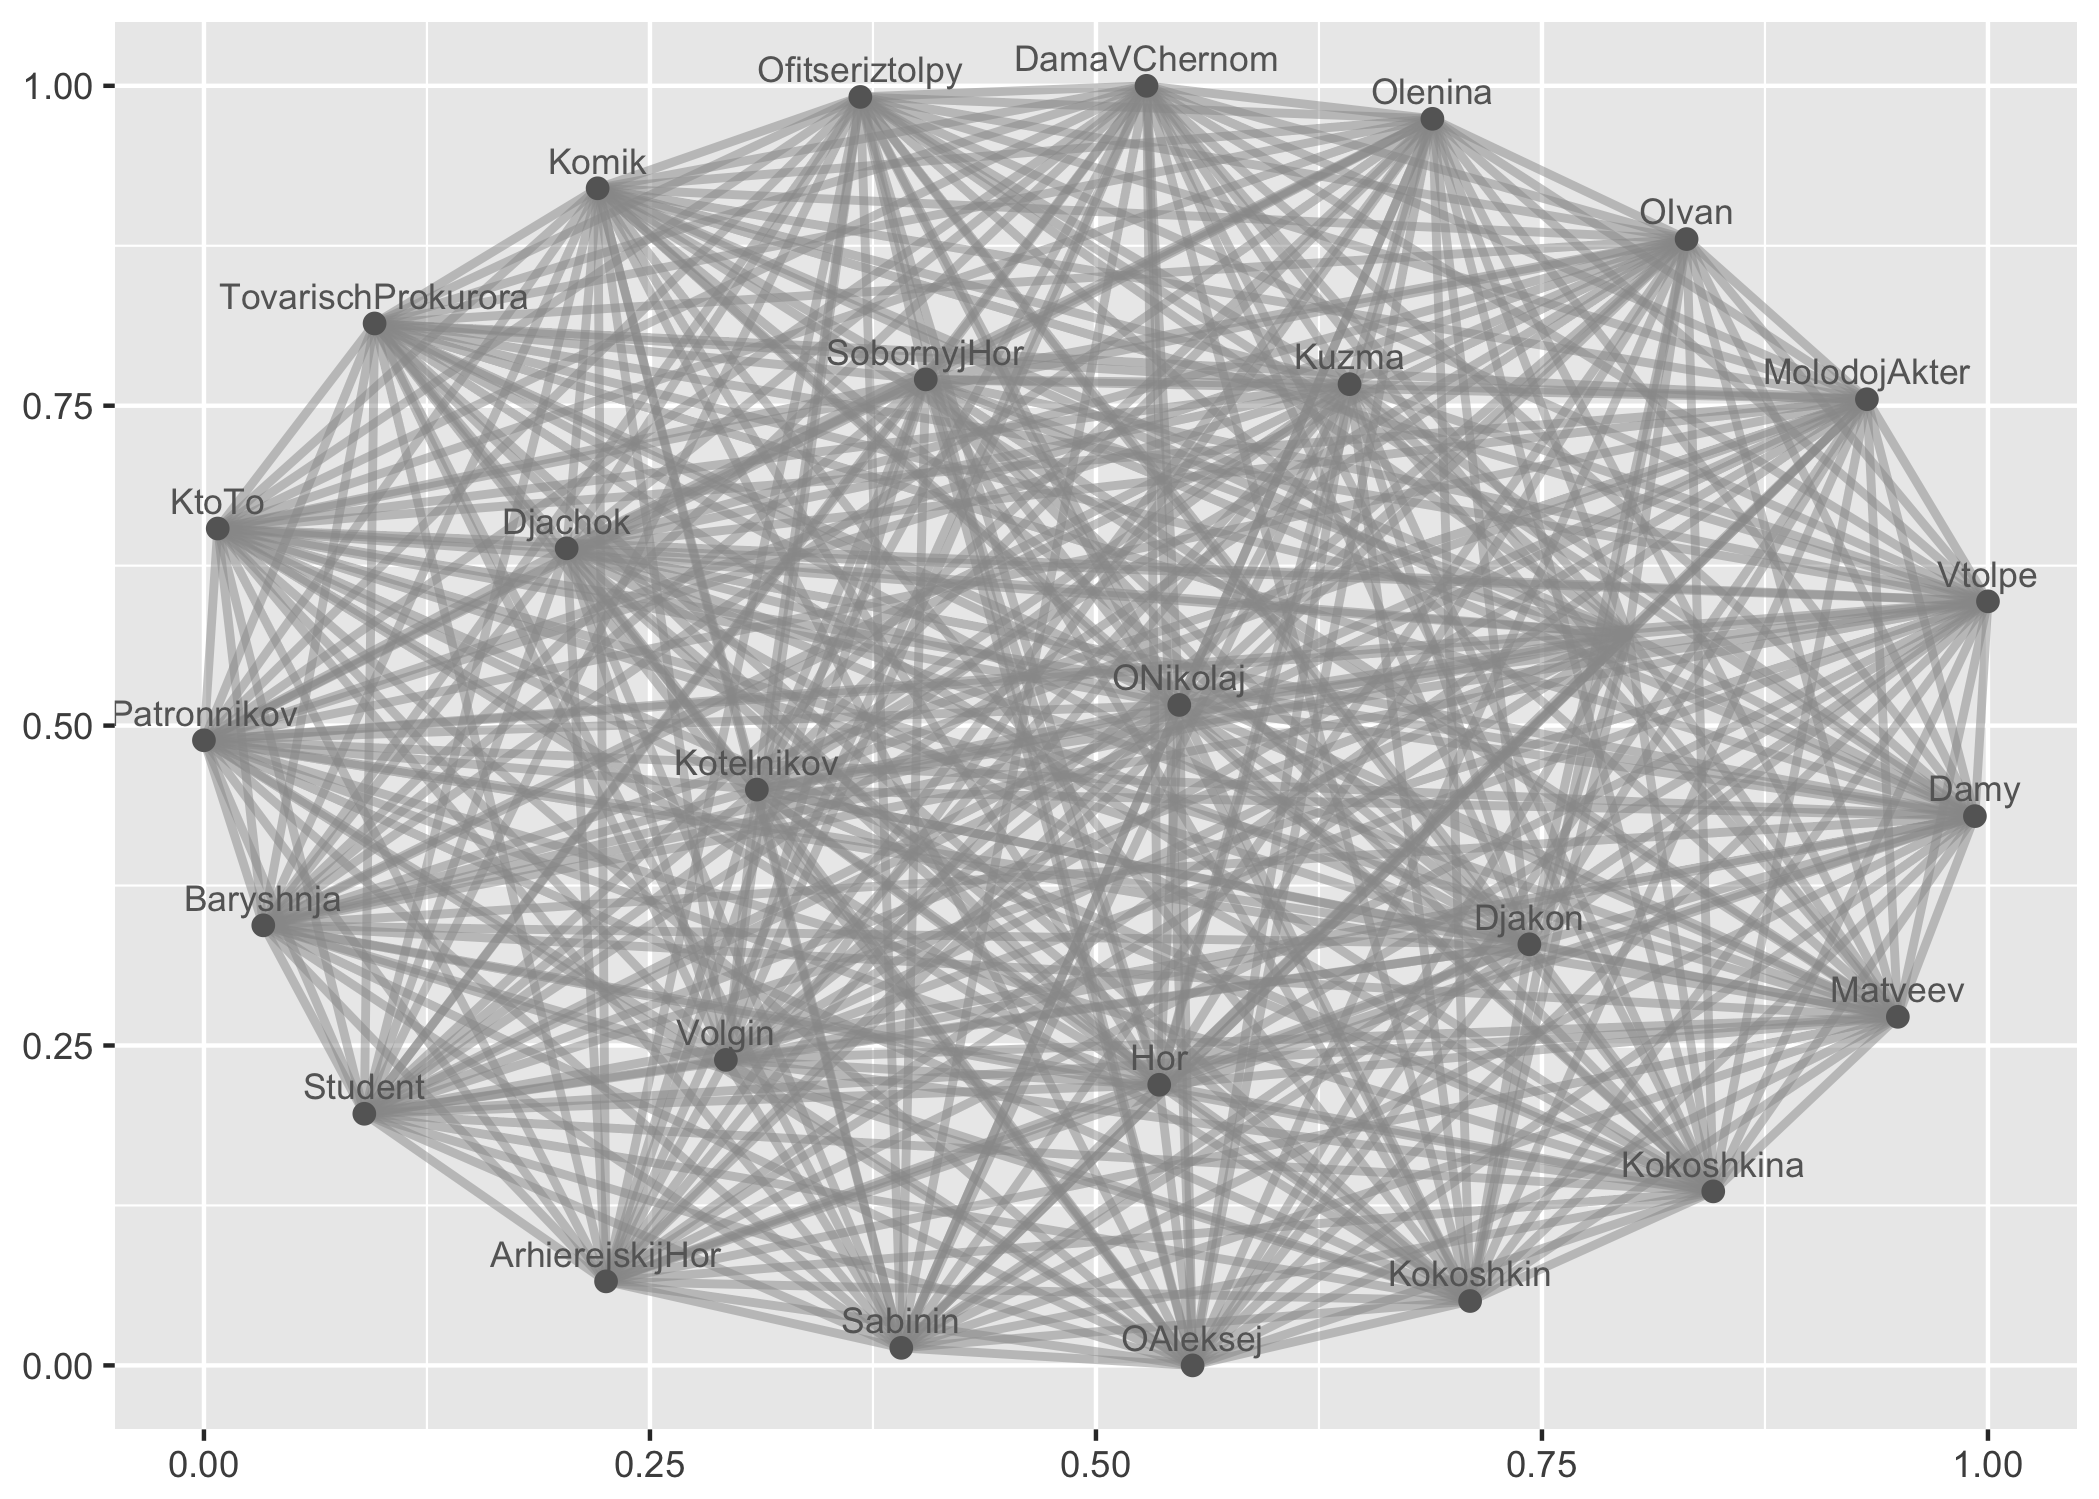 DamaVChernom
Ofitseriztolpy
1.00
Olenina
Komik
OIvan
TovarischProkurora
SobornyjHor
Kuzma
MolodojAkter
0.75
KtoTo
Djachok
Vtolpe
ONikolaj
Patronnikov
0.50
Kotelnikov
Damy
Baryshnja
Djakon
Matveev
Volgin
0.25
Hor
Student
Kokoshkina
ArhierejskijHor
Kokoshkin
Sabinin
OAleksej
0.00
0.00 0.25 0.50 0.75 1.00